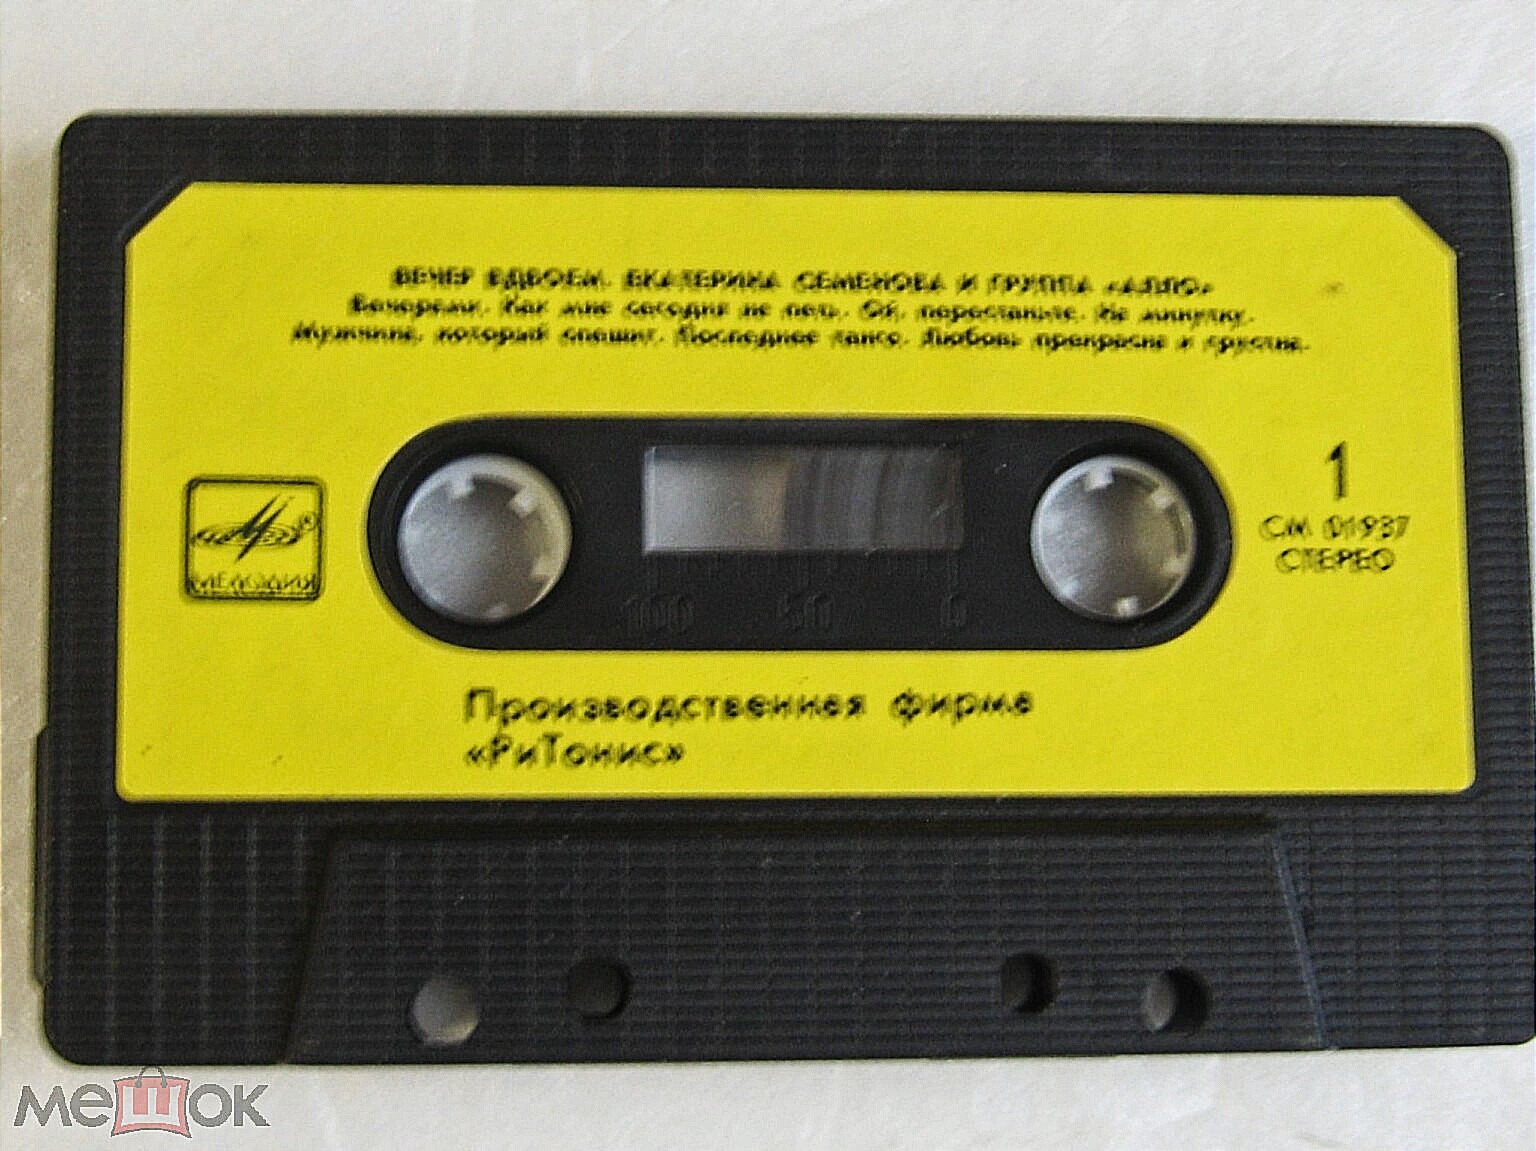 ВЕЧЕР ВДВОЕМ. ЕКАТЕРИНА СЕМЕНОВА И ГРУППА «АЛЛО»
Вечерами. Как мне сегодня не петь. Ой, перестаньте. На минутку.
Мужчина, который спешит. Последнее танго. Любовь прекрасна и грустна.
1
СМ 01937
СТЕРЕО
МЕЛОДИЯ
100 50 0
Производственная фирма
«РиТонис»
мешок